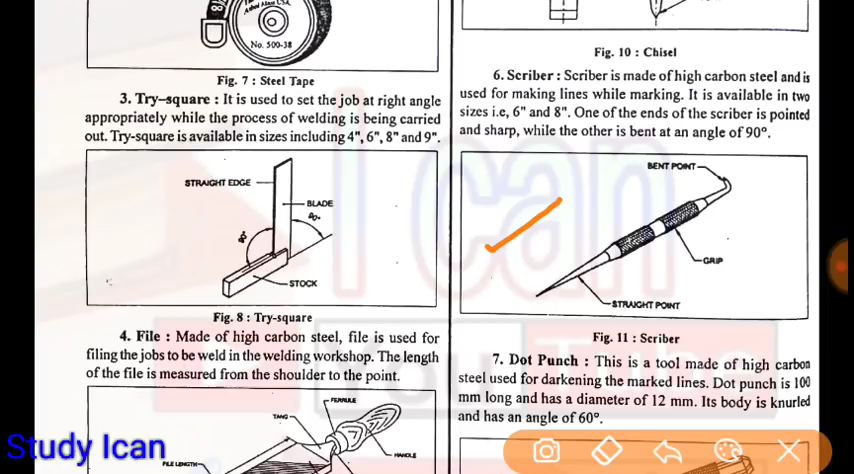 Athol Mass USA
No. 500-38
Fig. 7 : Steel Tape
3. Try–square : It is used to set the job at right angle
appropriately while the process of welding is being carried
out. Try-square is available in sizes including 4", 6", 8" and 9".
STRAIGHT EDGE
BLADE
90°
90°
STOCK
Fig. 8 : Try-square
4. File : Made of high carbon steel, file is used for
filing the jobs to be weld in the welding workshop. The length
of the file is measured from the shoulder to the point.
FERRULE
TANG
HANDLE
FILE LENGTH
Fig. 10 : Chisel
6. Scriber : Scriber is made of high carbon steel and is
used for making lines while marking. It is available in two
sizes i.e, 6" and 8". One of the ends of the scriber is pointed
and sharp, while the other is bent at an angle of 90°.
BENT POINT
GRIP
STRAIGHT POINT
Fig. 11 : Scriber
7. Dot Punch : This is a tool made of high carbon
steel used for darkening the marked lines. Dot punch is 100
mm long and has a diameter of 12 mm. Its body is knurled
and has an angle of 60°.
I can
You Tube
Study Ican